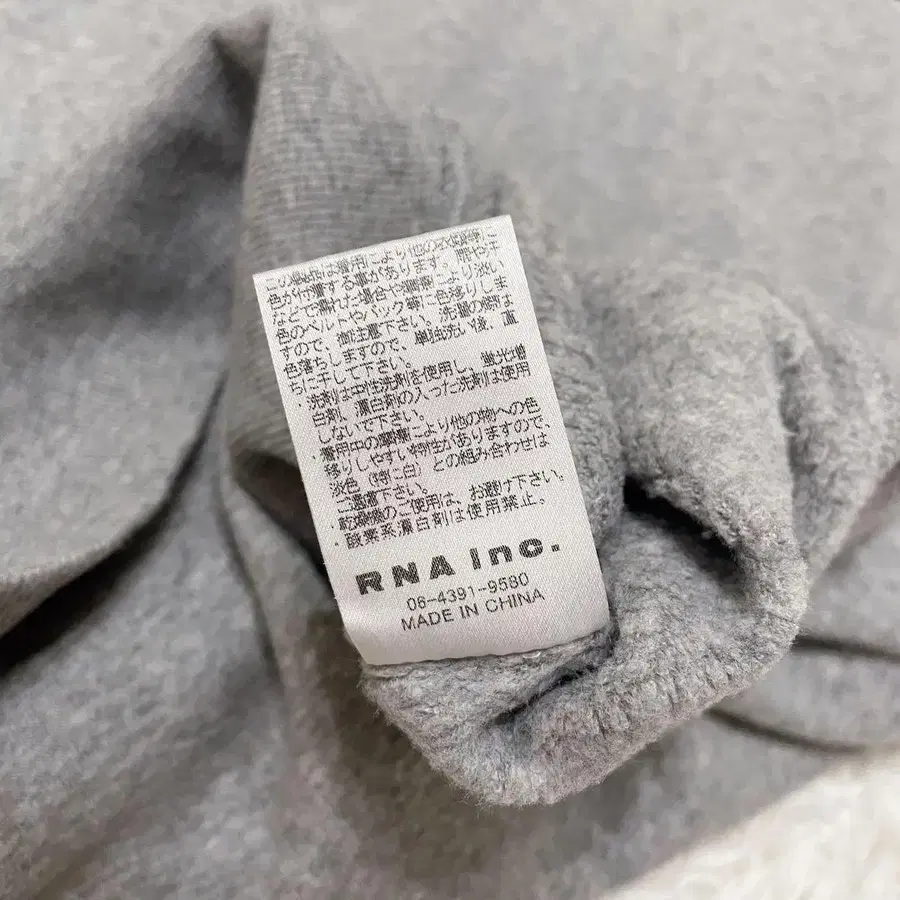 この製品は着用により他の衣料等に
色が付着する事があります。雨や汗
などで濡れた場合や摩擦により淡い
色のベルトやバック等に色移りしま
すので、御注意下さい。洗濯の際は
色落ちしますので、単独洗い後、直
ちに干して下さい。
・洗剤は中性洗剤を使用し、蛍光増
白剤、漂白剤の入った洗剤は使用
しないで下さい。
・着用中の摩擦により他の物への色
移りしやすい特性がありますので、
淡色(特に白)との組み合わせは
ご遠慮下さい。
・乾燥機のご使用は、お避け下さい。
・酸素系漂白剤は使用禁止。
RNA Inc.
06-4391-9580
MADE IN CHINA